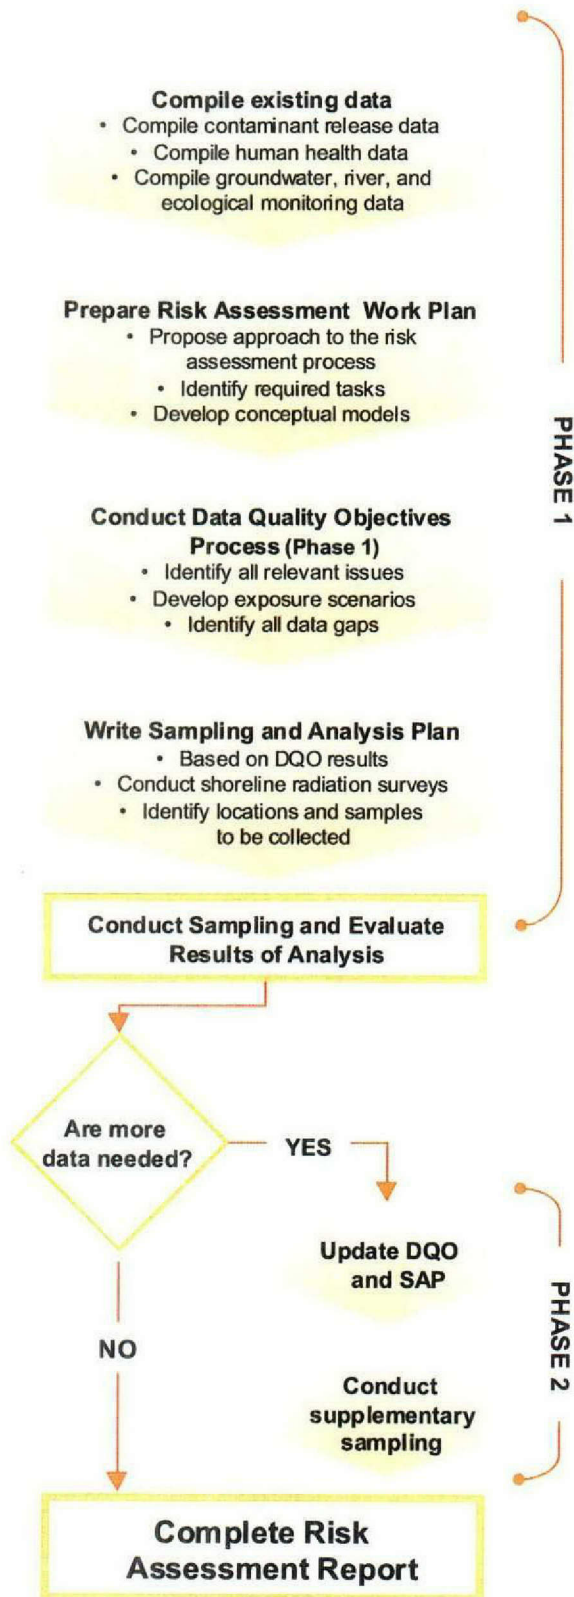 Compile existing data
• Compile contaminant release data
• Compile human health data
• Compile groundwater, river, and
ecological monitoring data
Prepare Risk Assessment Work Plan
• Propose approach to the risk
assessment process
• Identify required tasks
• Develop conceptual models
PHASE 1
Conduct Data Quality Objectives
Process (Phase 1)
• Identify all relevant issues
• Develop exposure scenarios
• Identify all data gaps
Write Sampling and Analysis Plan
• Based on DQO results
• Conduct shoreline radiation surveys
• Identify locations and samples
to be collected
Conduct Sampling and Evaluate
Results of Analysis
Are more
data needed?
YES
Update DQO
and SAP
PHASE 2
NO
Conduct
supplementary
sampling
Complete Risk
Assessment Report